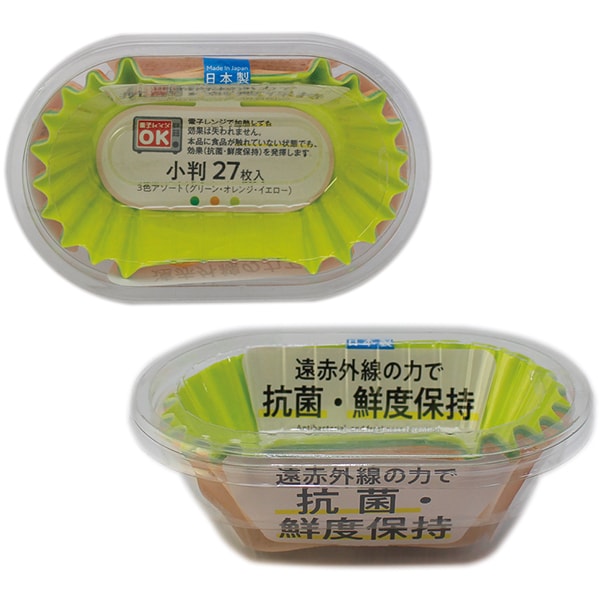 Made in Japan
日本製
電子レンジ
OK
電子レンジで加熱しても
効果は失われません。
本品に食品が触れていない状態でも、
効果(抗菌・鮮度保持)を発揮します。
小判 27枚入
3色アソート(グリーン・オレンジ・イエロー)
日本製
遠赤外線の力で
抗菌・鮮度保持
遠赤外線の力で
抗菌・
鮮度保持